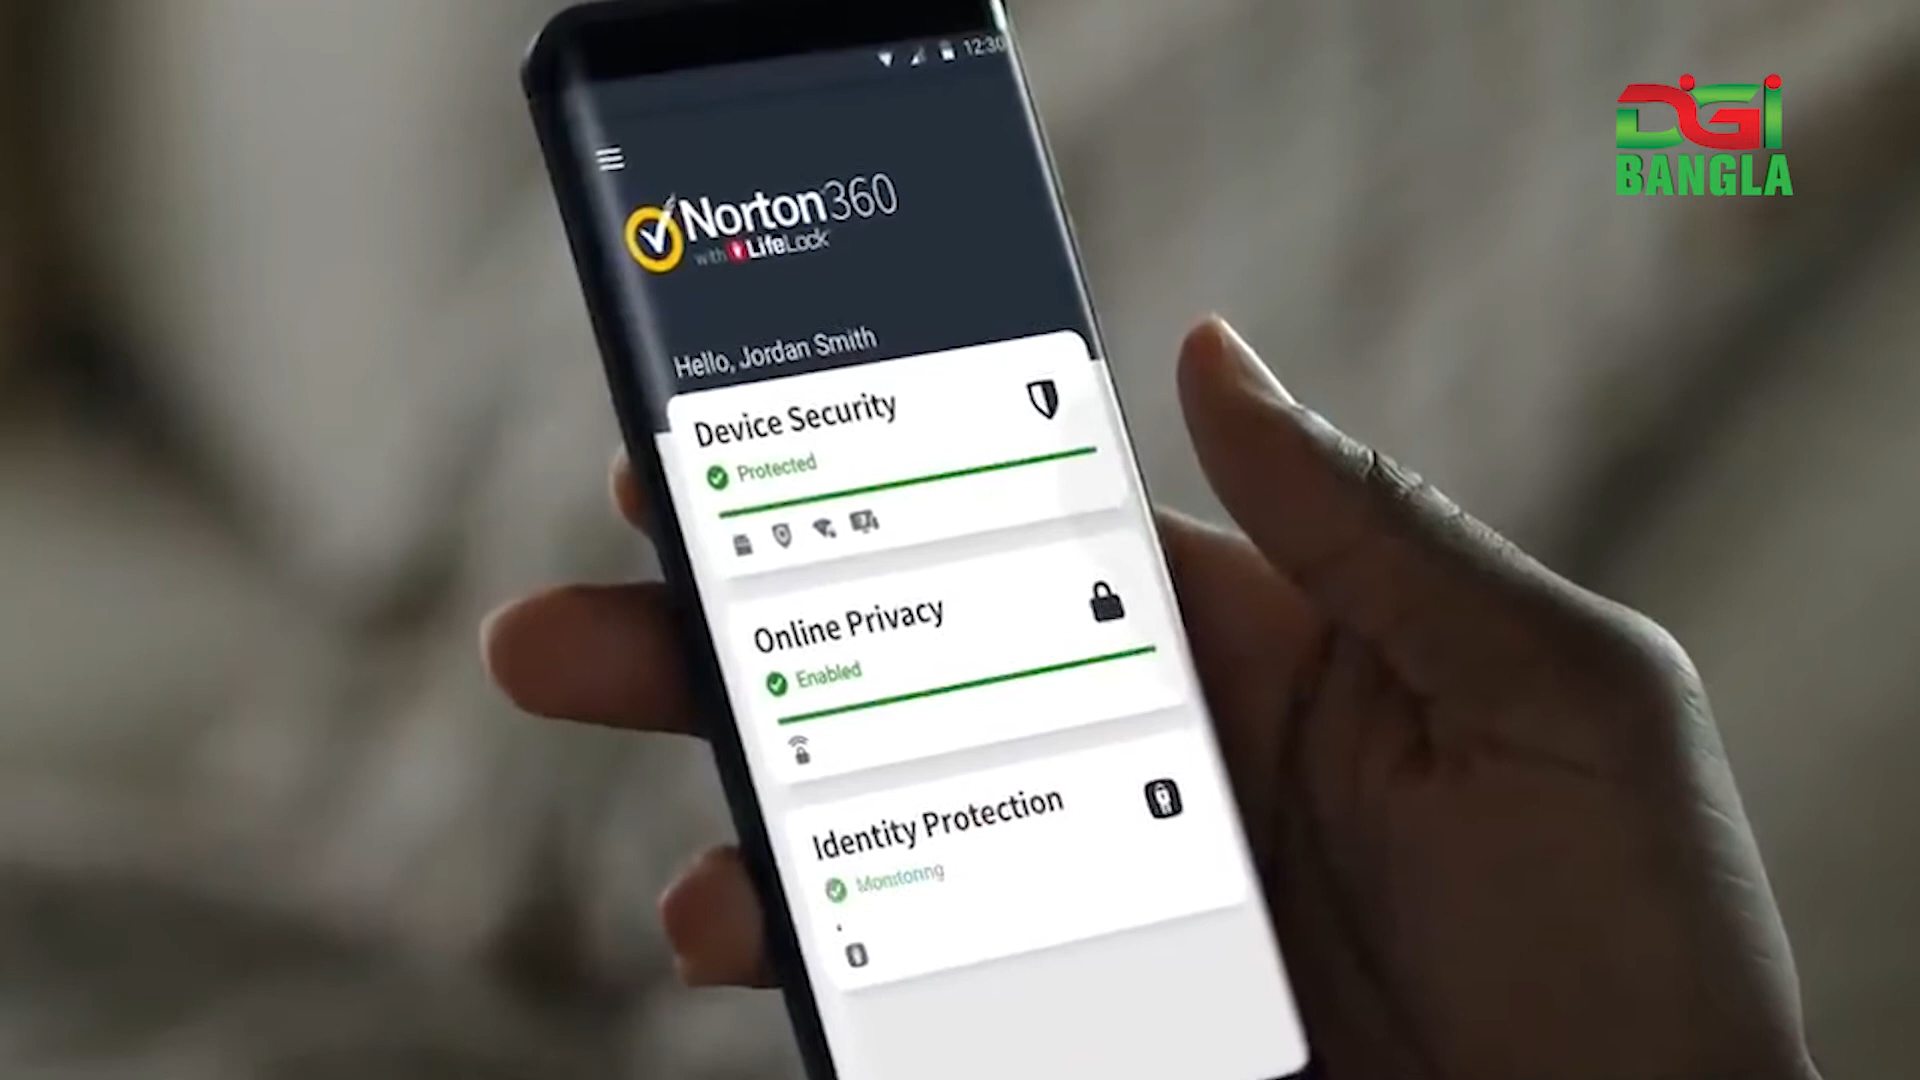 12:30
DIGI
BANGLA
Norton360
with LifeLock
Hello, Jordan Smith
Device Security
Protected
Online Privacy
Enabled
Identity Protection
Monitoring